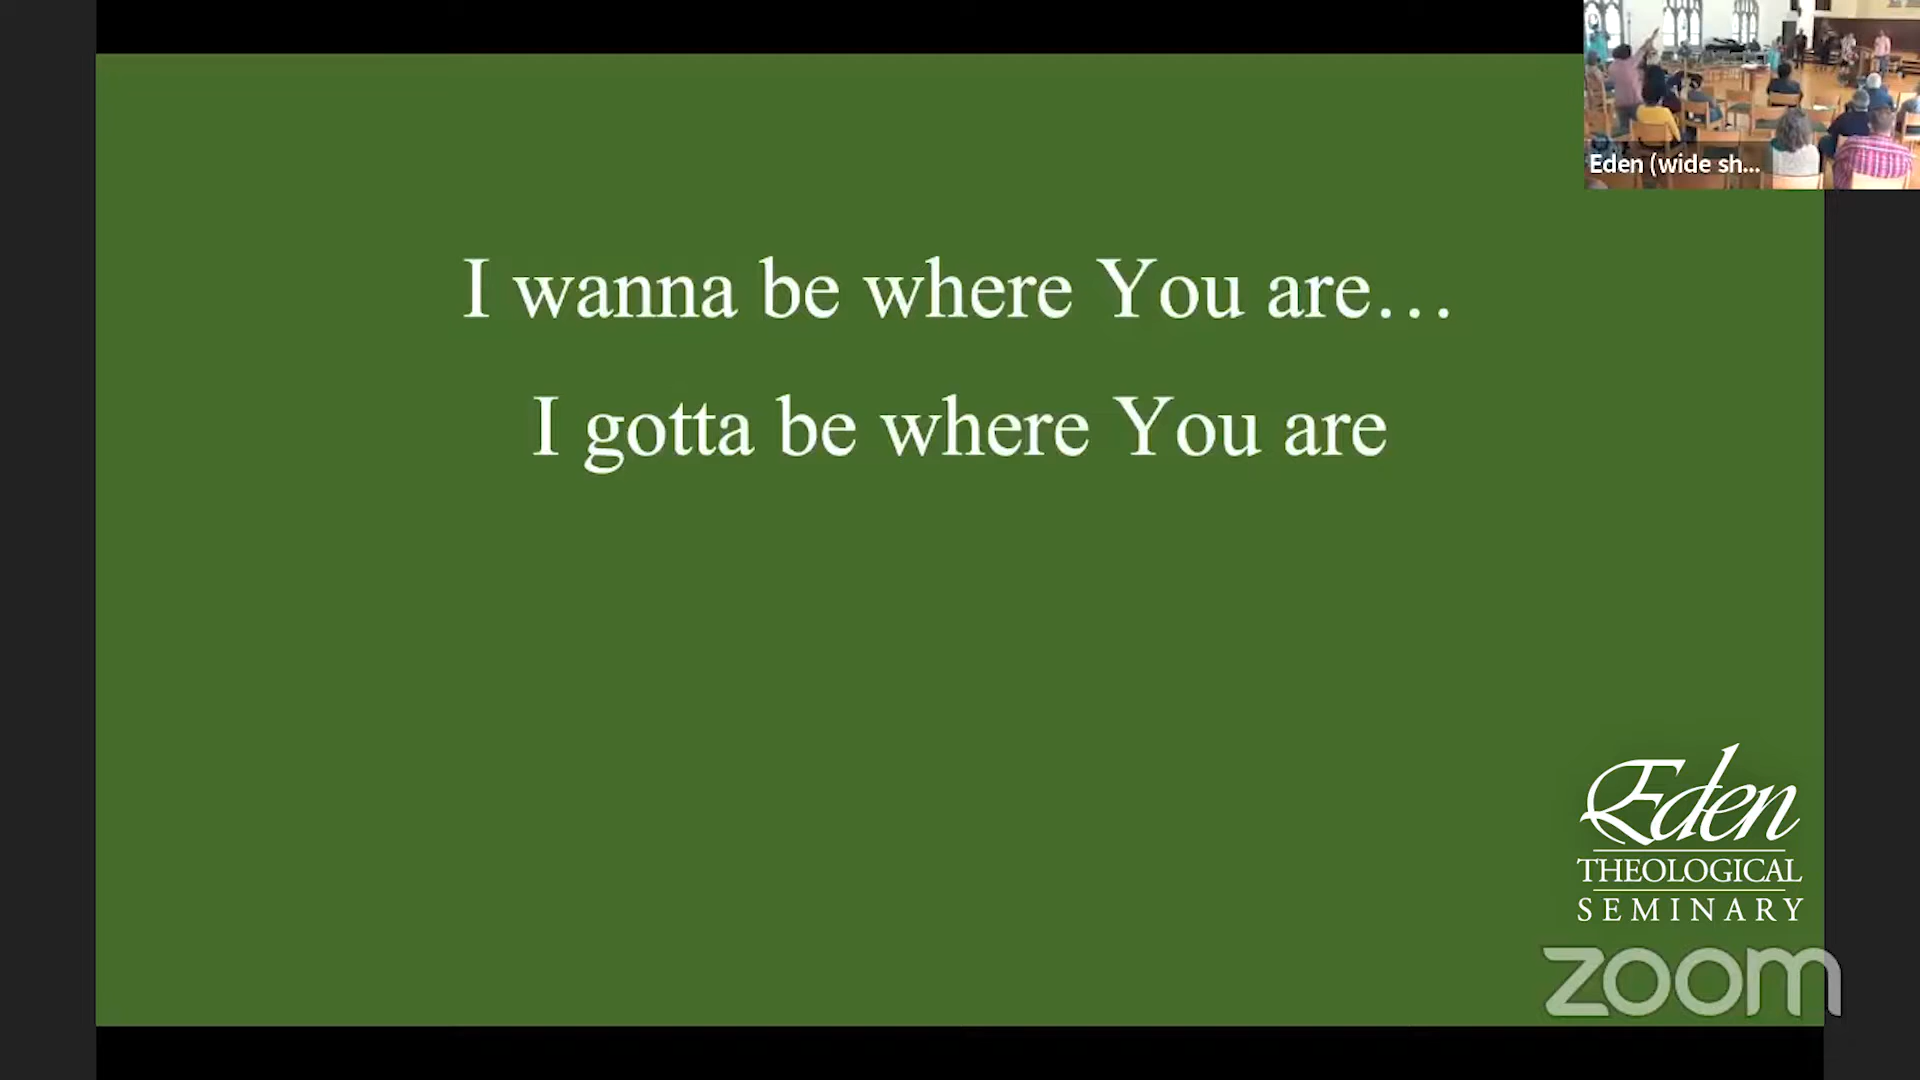 Eden (wide sh...
I wanna be where You are...
I gotta be where You are
Eden
THEOLOGICAL
SEMINARY
zoom